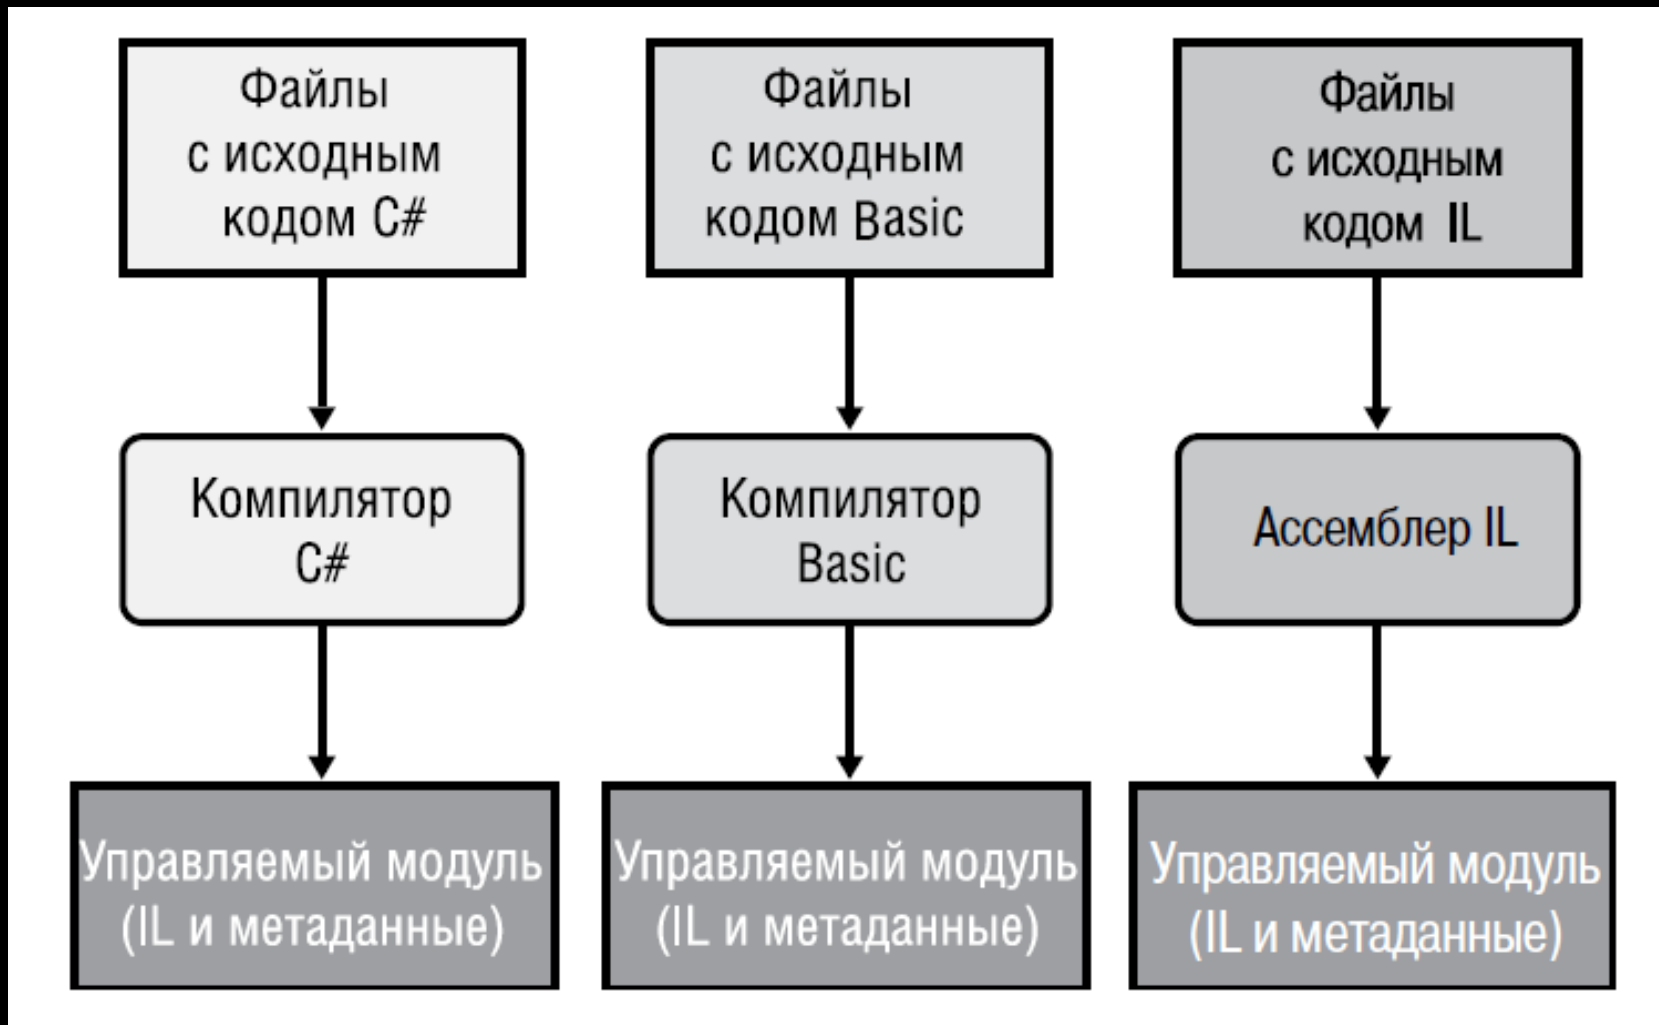 Файлы
с исходным
кодом C#
Файлы
с исходным
кодом Basic
Файлы
с исходным
кодом IL
Компилятор
C#
Компилятор
Basic
Ассемблер IL
Управляемый модуль
(IL и метаданные)
Управляемый модуль
(IL и метаданные)
Управляемый модуль
(IL и метаданные)